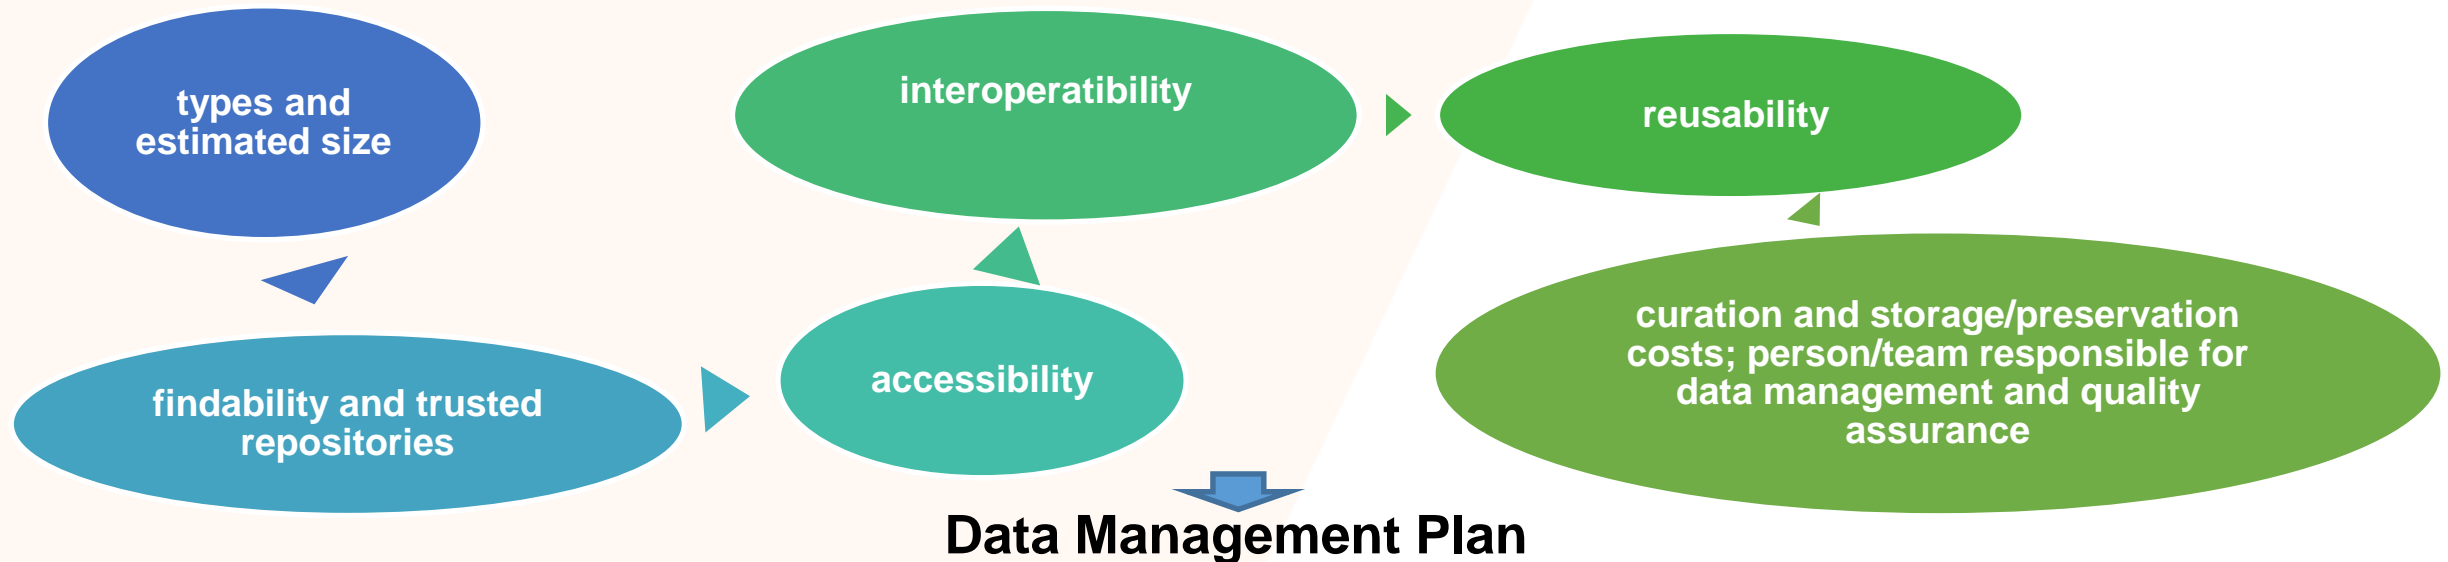 types and
estimated size
findability and trusted
repositories
accessibility
interoperatibility
reusability
curation and storage/preservation
costs; person/team responsible for
data management and quality
assurance
Data Management Plan